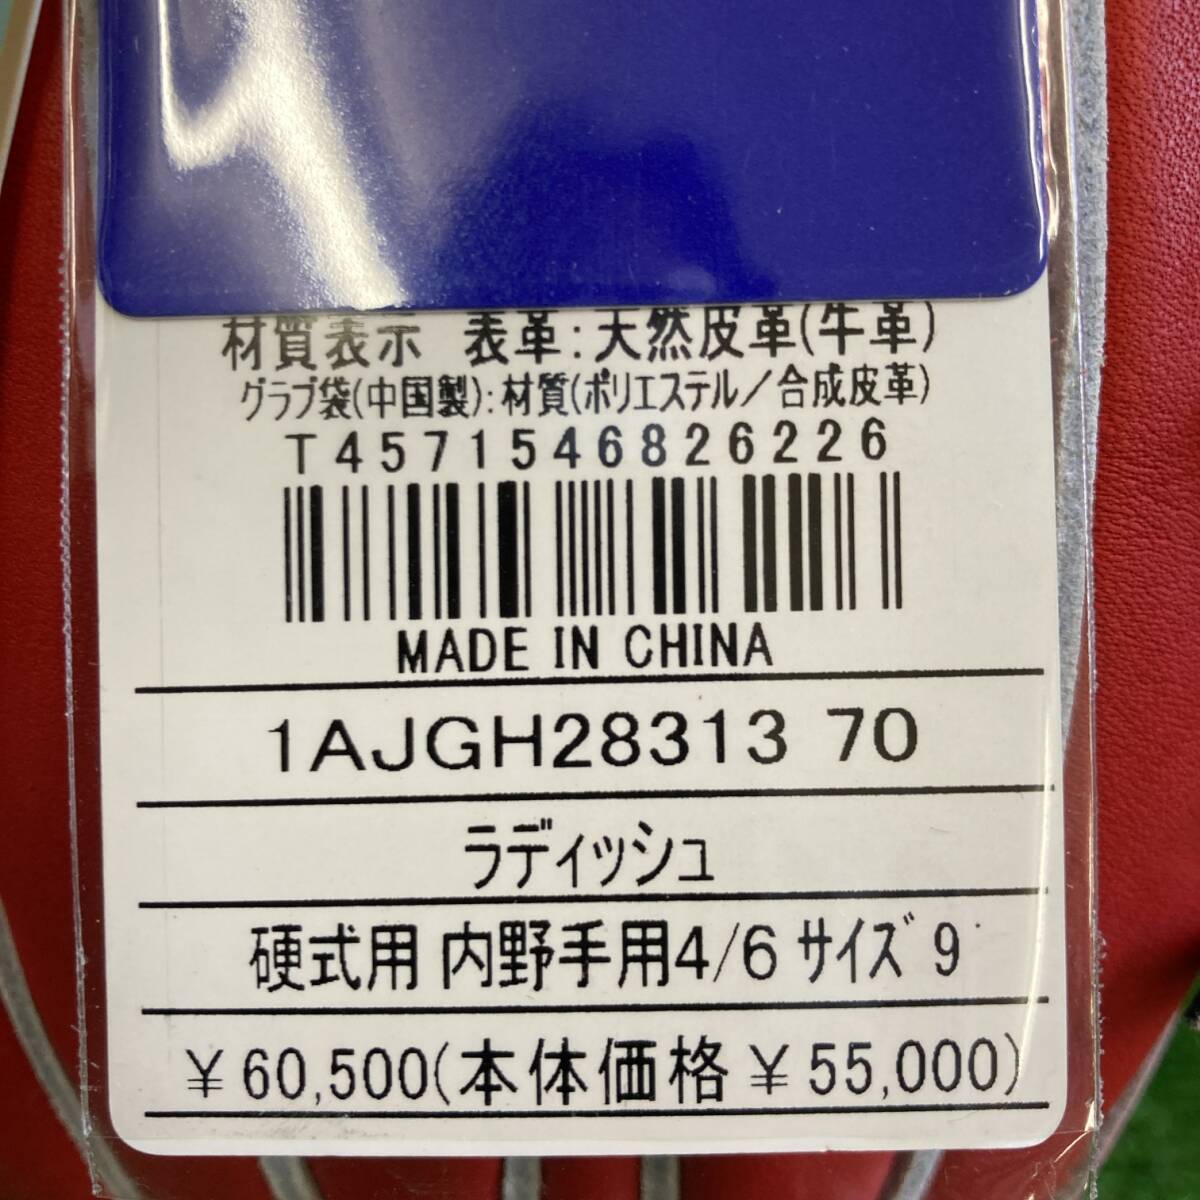 材質表示 表革:天然皮革(牛革)
グラブ袋(中国製):材質(ポリエステル/合成皮革)
T4571546826226
MADE IN CHINA
1AJGH28313 70
ラディッシュ
硬式用 内野手用4/6 サイズ 9
¥60,500(本体価格¥55,000)